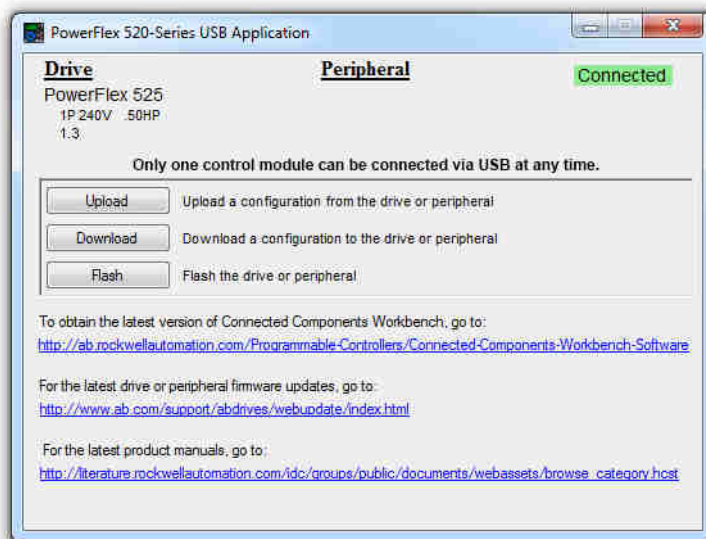 PowerFlex 520-Series USB Application
Drive Peripheral Connected
PowerFlex 525
1P 240V .50HP
1.3
Only one control module can be connected via USB at any time.
Upload Upload a configuration from the drive or peripheral
Download Download a configuration to the drive or peripheral
Flash Flash the drive or peripheral
To obtain the latest version of Connected Components Workbench, go to:
http://ab.rockwellautomation.com/Programmable-Controllers/Connected-Components-Workbench-Software
For the latest drive or peripheral firmware updates, go to:
http://www.ab.com/support/abdrives/webupdate/index.html
For the latest product manuals, go to:
http://literature.rockwellautomation.com/idc/groups/public/documents/webassets/browse_category.hcst